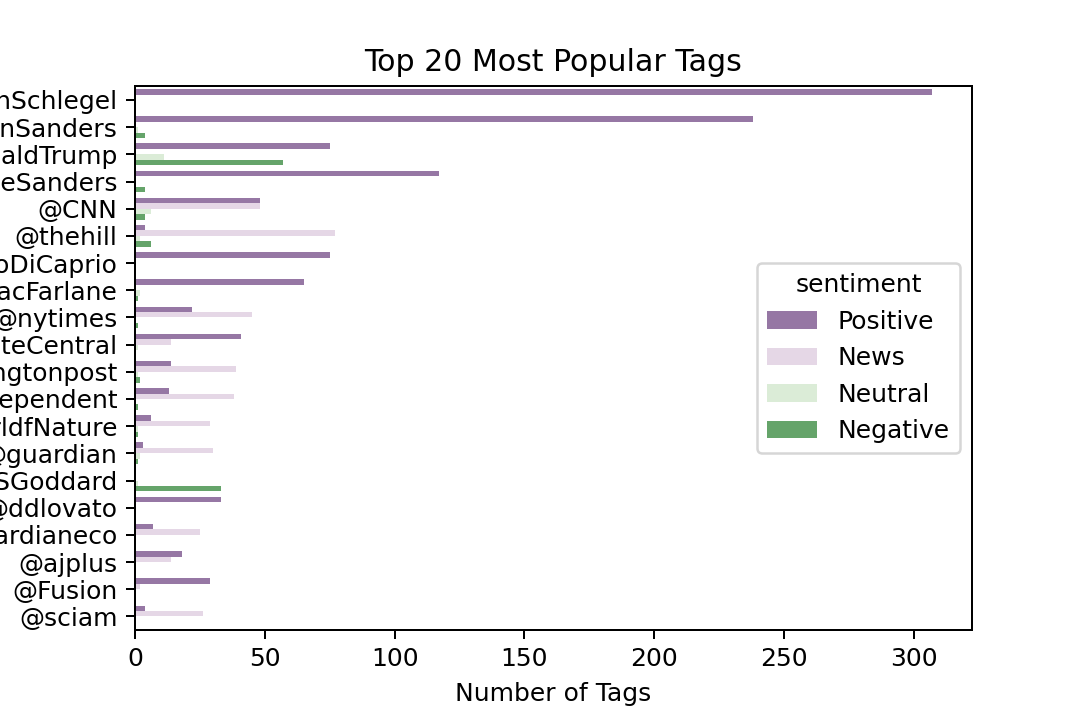 Top 20 Most Popular Tags
nSchlegel
nSanders
aldTrump
eSanders
@CNN
@thehill
oDiCaprio
acFarlane
@nytimes
teCentral
ngtonpost
ependent
ldfNature
@guardian
SGoddard
@ddlovato
ardianeco
@ajplus
@Fusion
@sciam
sentiment
Positive
News
Neutral
Negative
0 50 100 150 200 250 300
Number of Tags